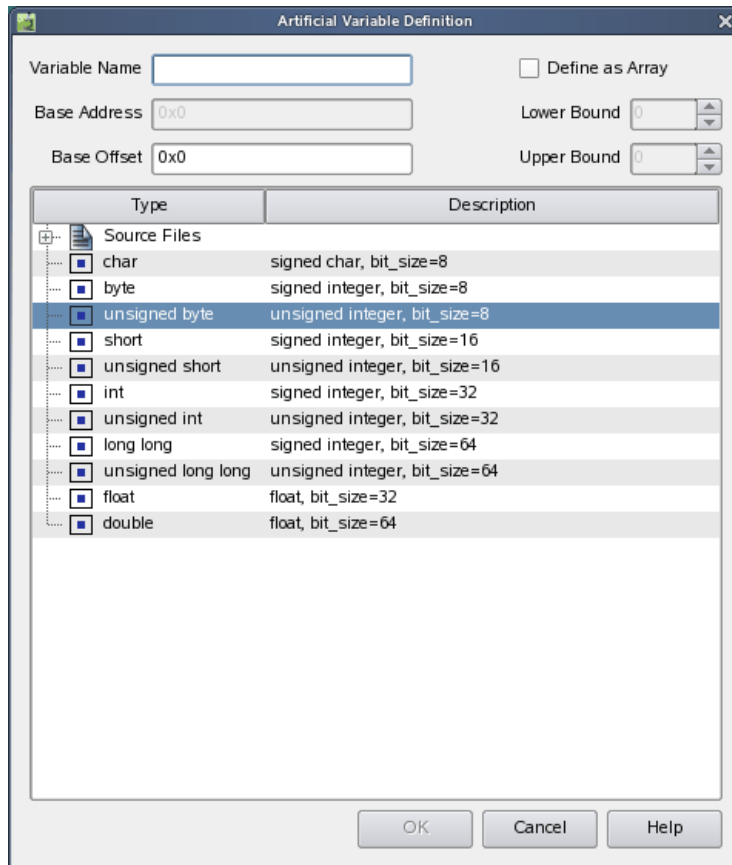 Artificial Variable Definition
Variable Name
Define as Array
Base Address 0x0
Lower Bound 0
Base Offset 0x0
Upper Bound 0
Type Description
Source Files
char signed char, bit_size=8
byte signed integer, bit_size=8
unsigned byte unsigned integer, bit_size=8
short signed integer, bit_size=16
unsigned short unsigned integer, bit_size=16
int signed integer, bit_size=32
unsigned int unsigned integer, bit_size=32
long long signed integer, bit_size=64
unsigned long long unsigned integer, bit_size=64
float float, bit_size=32
double float, bit_size=64
OK Cancel Help